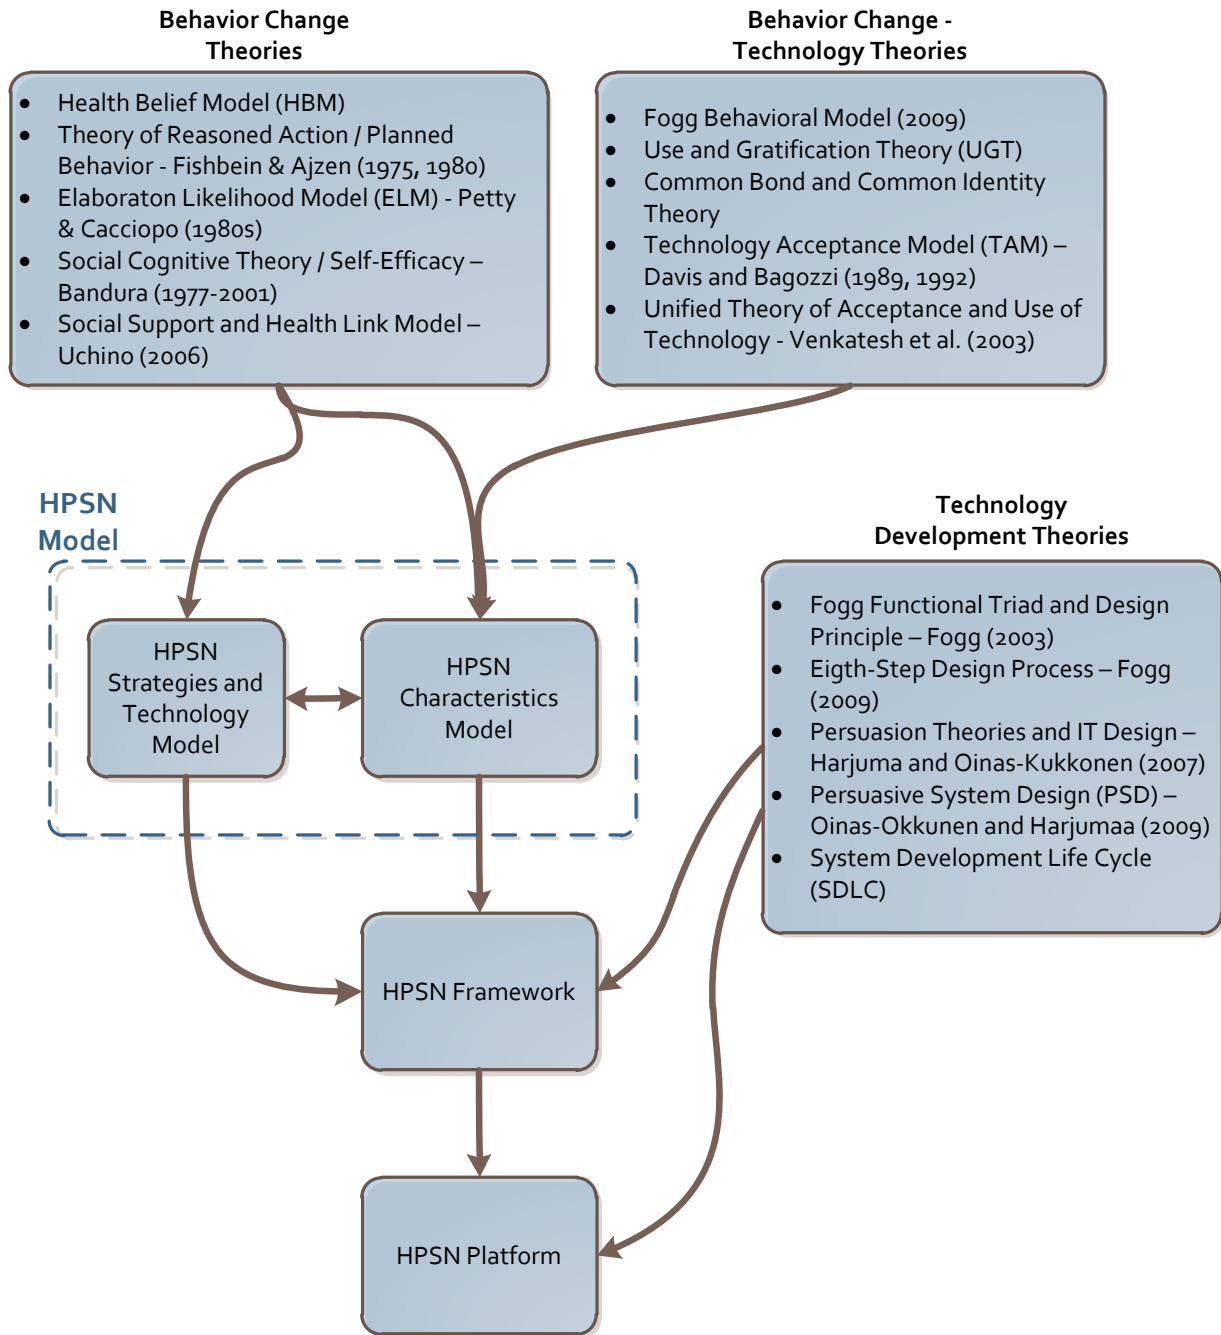 Behavior Change
Theories
• Health Belief Model (HBM)
• Theory of Reasoned Action / Planned
Behavior - Fishbein & Ajzen (1975, 1980)
• Elaboraton Likelihood Model (ELM) - Petty
& Cacciopo (1980s)
• Social Cognitive Theory / Self-Efficacy –
Bandura (1977-2001)
• Social Support and Health Link Model –
Uchino (2006)
Behavior Change -
Technology Theories
• Fogg Behavioral Model (2009)
• Use and Gratification Theory (UGT)
• Common Bond and Common Identity
Theory
• Technology Acceptance Model (TAM) –
Davis and Bagozzi (1989, 1992)
• Unified Theory of Acceptance and Use of
Technology - Venkatesh et al. (2003)
HPSN
Model
HPSN
Strategies and
Technology
Model
HPSN
Characteristics
Model
Technology
Development Theories
• Fogg Functional Triad and Design
Principle – Fogg (2003)
• Eigth-Step Design Process – Fogg
(2009)
• Persuasion Theories and IT Design –
Harjuma and Oinas-Kukkonen (2007)
• Persuasive System Design (PSD) –
Oinas-Okkunen and Harjumaa (2009)
• System Development Life Cycle
(SDLC)
HPSN Framework
HPSN Platform